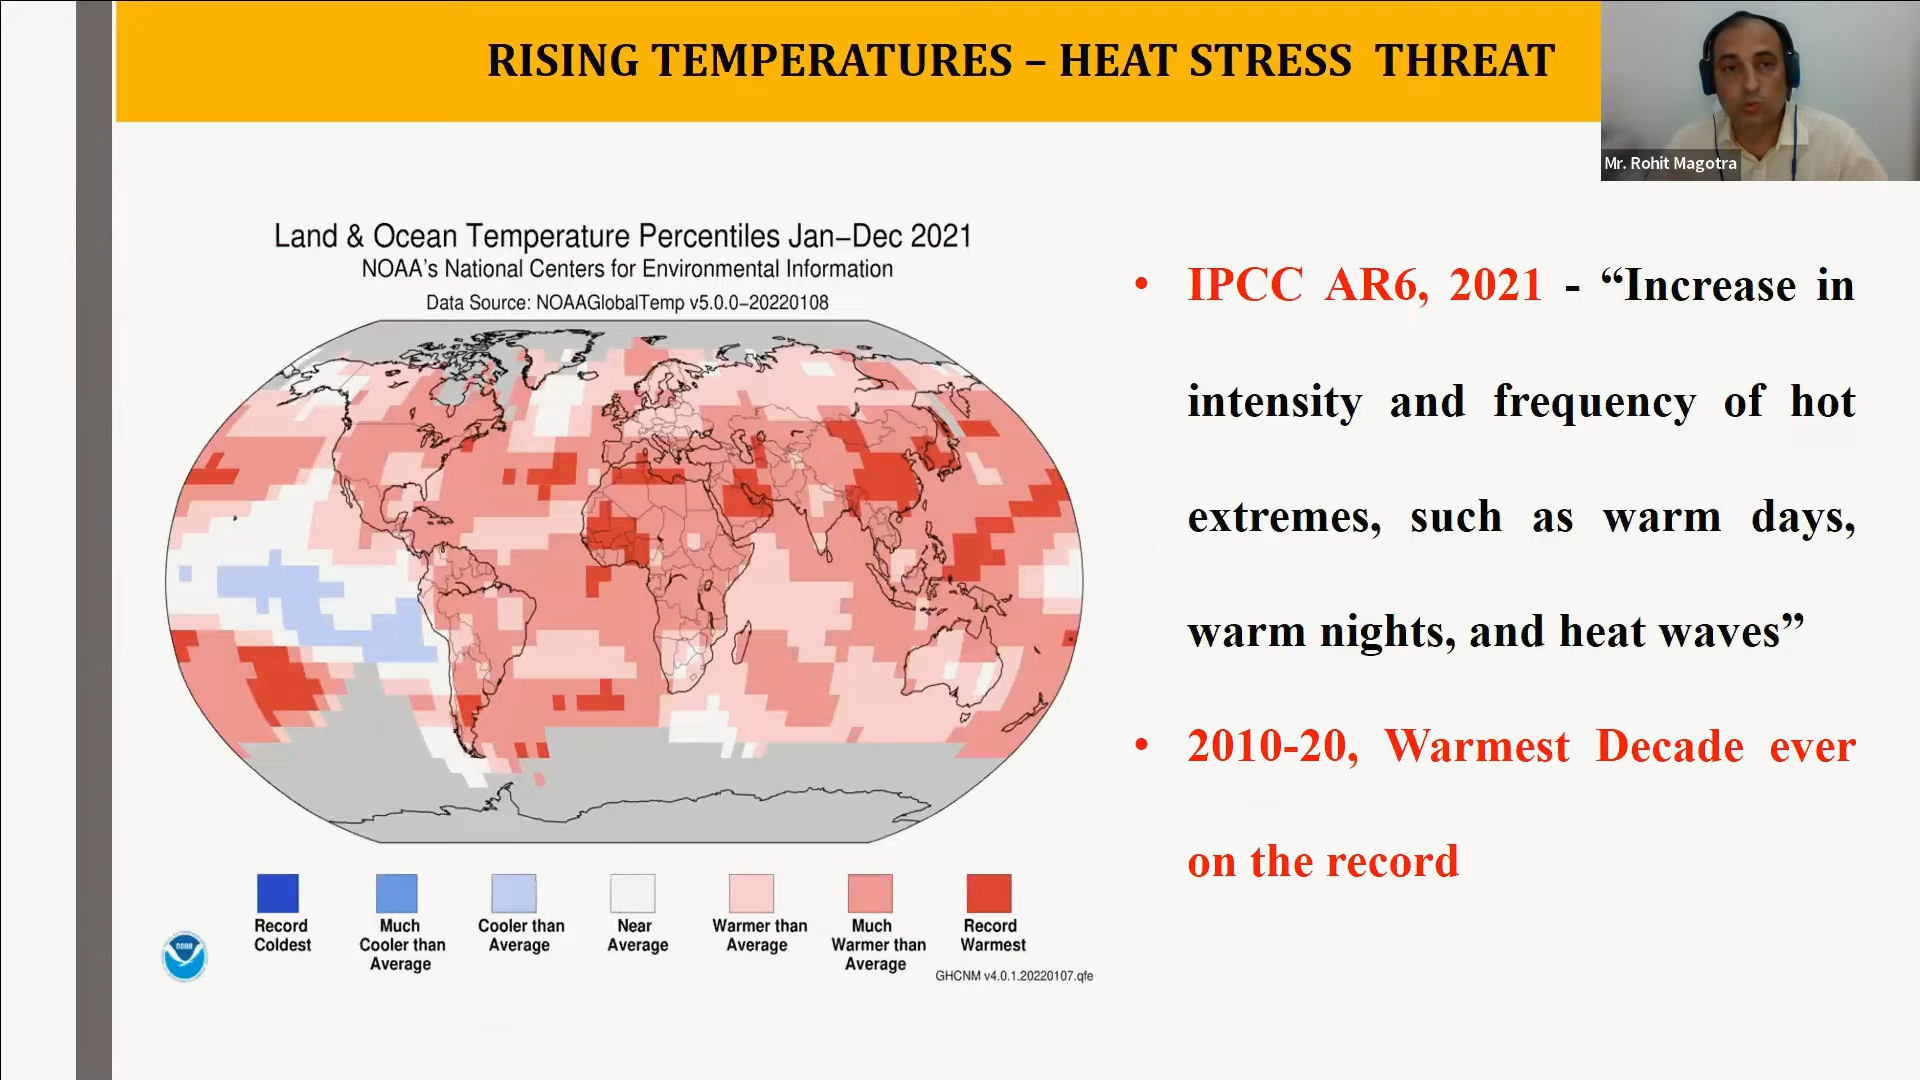 RISING TEMPERATURES – HEAT STRESS THREAT
Mr. Rohit Magotra
Land & Ocean Temperature Percentiles Jan–Dec 2021
NOAA's National Centers for Environmental Information
Data Source: NOAAGlobalTemp v5.0.0–20220108
• IPCC AR6, 2021 - “Increase in
intensity and frequency of hot
extremes, such as warm days,
warm nights, and heat waves”
• 2010-20, Warmest Decade ever
on the record
Record
Coldest
Much
Cooler than
Average
Cooler than
Average
Near
Average
Warmer than
Average
Much
Warmer than
Average
Record
Warmest
NOAA
GHCNM v4.0.1.20220107.qfe